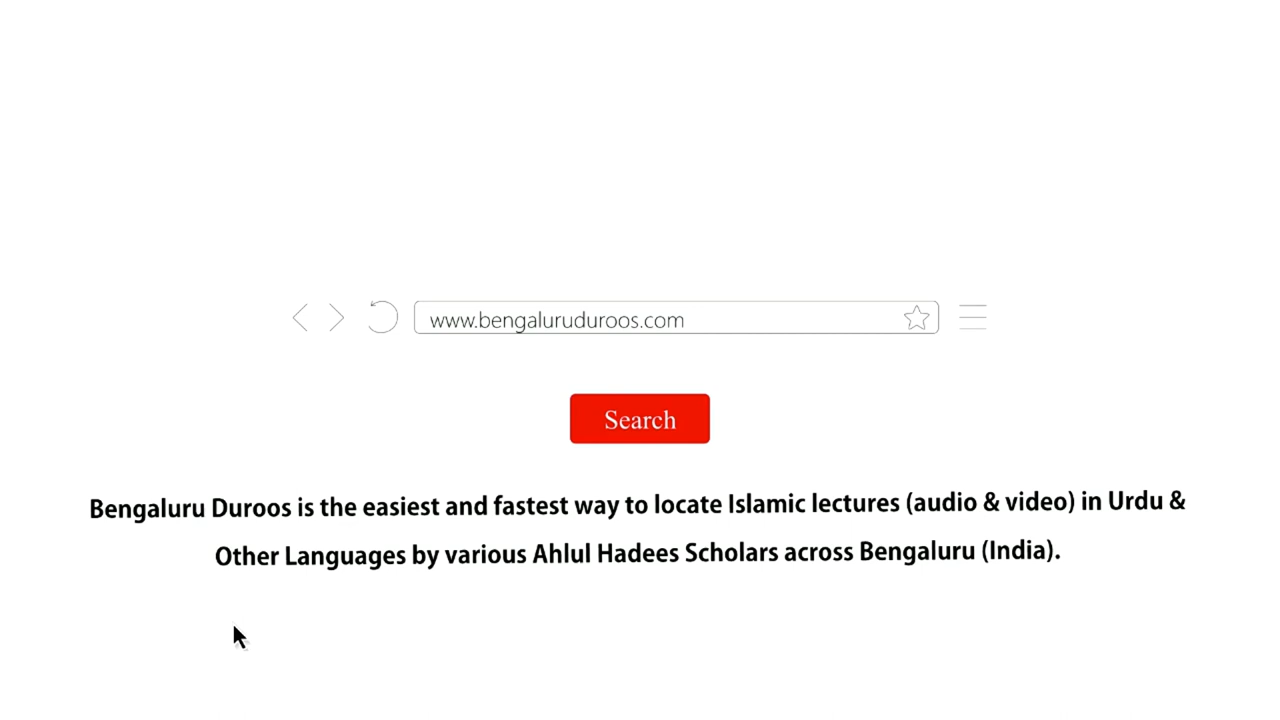 www.bengaluruduroos.com
Search
Bengaluru Duroos is the easiest and fastest way to locate Islamic lectures (audio & video) in Urdu &
Other Languages by various Ahlul Hadees Scholars across Bengaluru (India).